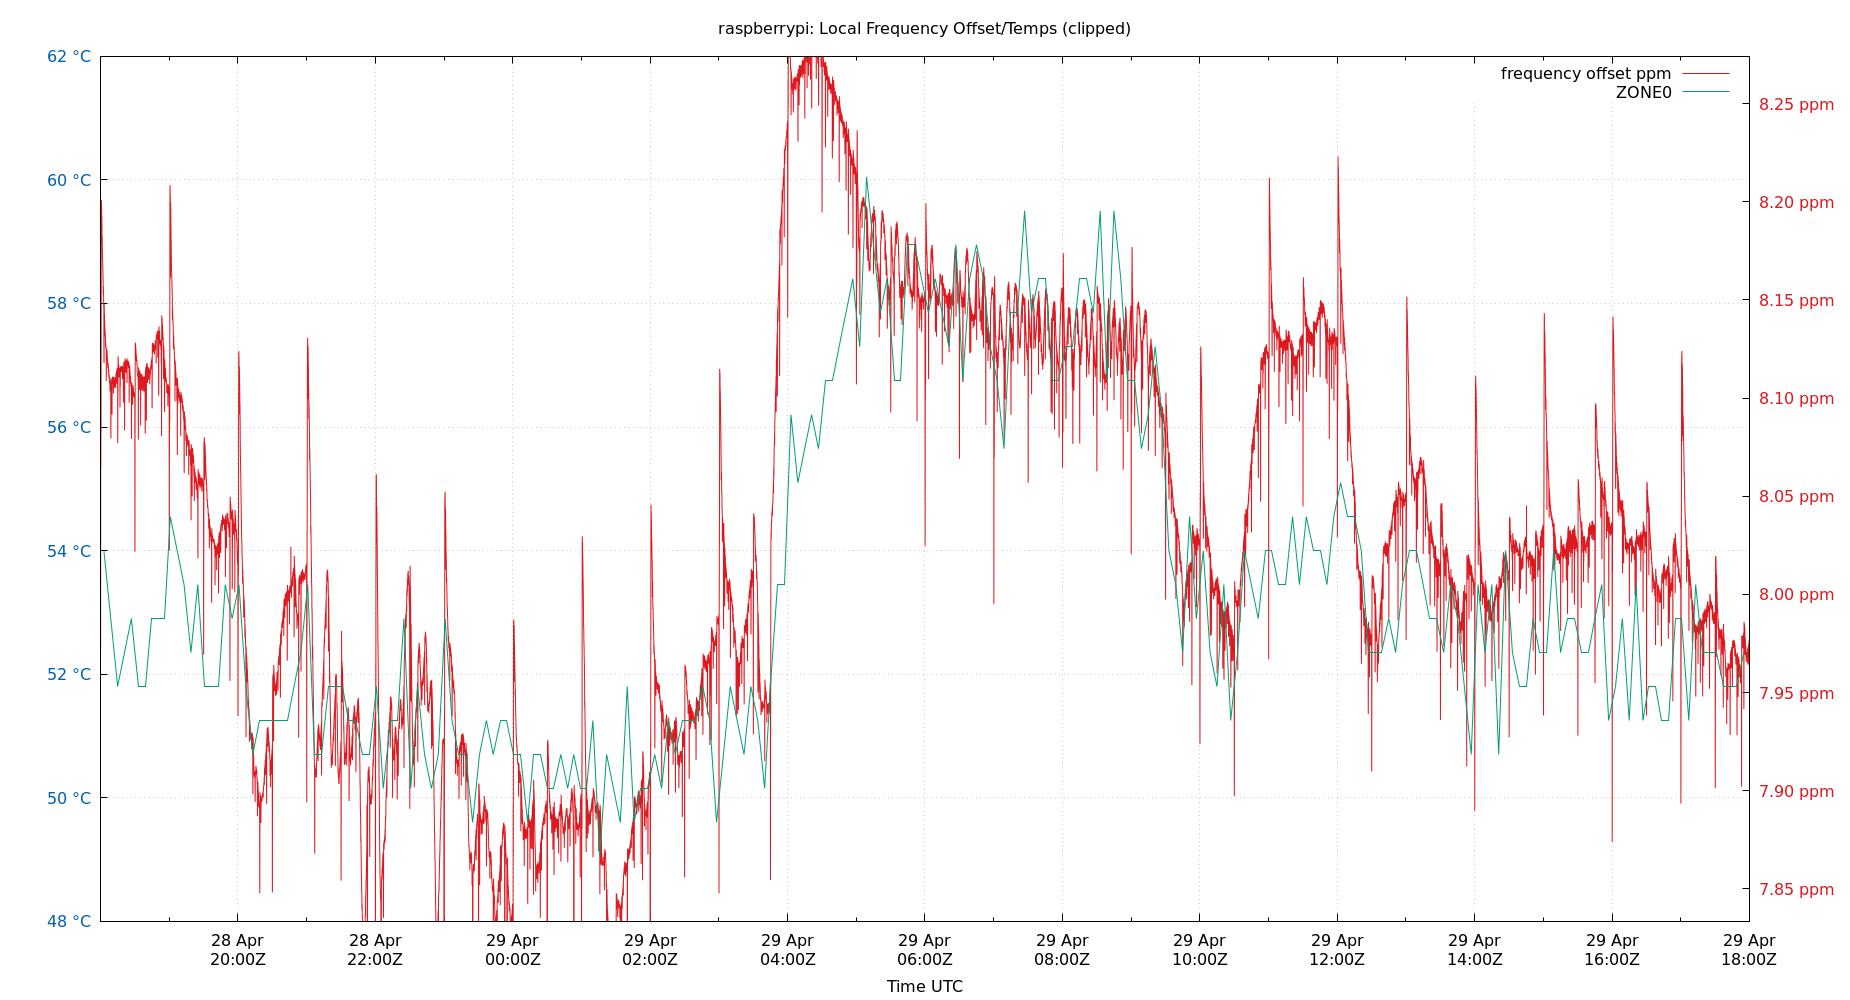 raspberrypi: Local Frequency Offset/Temps (clipped)
62 °C
60 °C
58 °C
56 °C
54 °C
52 °C
50 °C
48 °C
frequency offset ppm
ZONE0
8.25 ppm
8.20 ppm
8.15 ppm
8.10 ppm
8.05 ppm
8.00 ppm
7.95 ppm
7.90 ppm
7.85 ppm
28 Apr
20:00Z
28 Apr
22:00Z
29 Apr
00:00Z
29 Apr
02:00Z
29 Apr
04:00Z
29 Apr
06:00Z
29 Apr
08:00Z
29 Apr
10:00Z
29 Apr
12:00Z
29 Apr
14:00Z
29 Apr
16:00Z
29 Apr
18:00Z
Time UTC